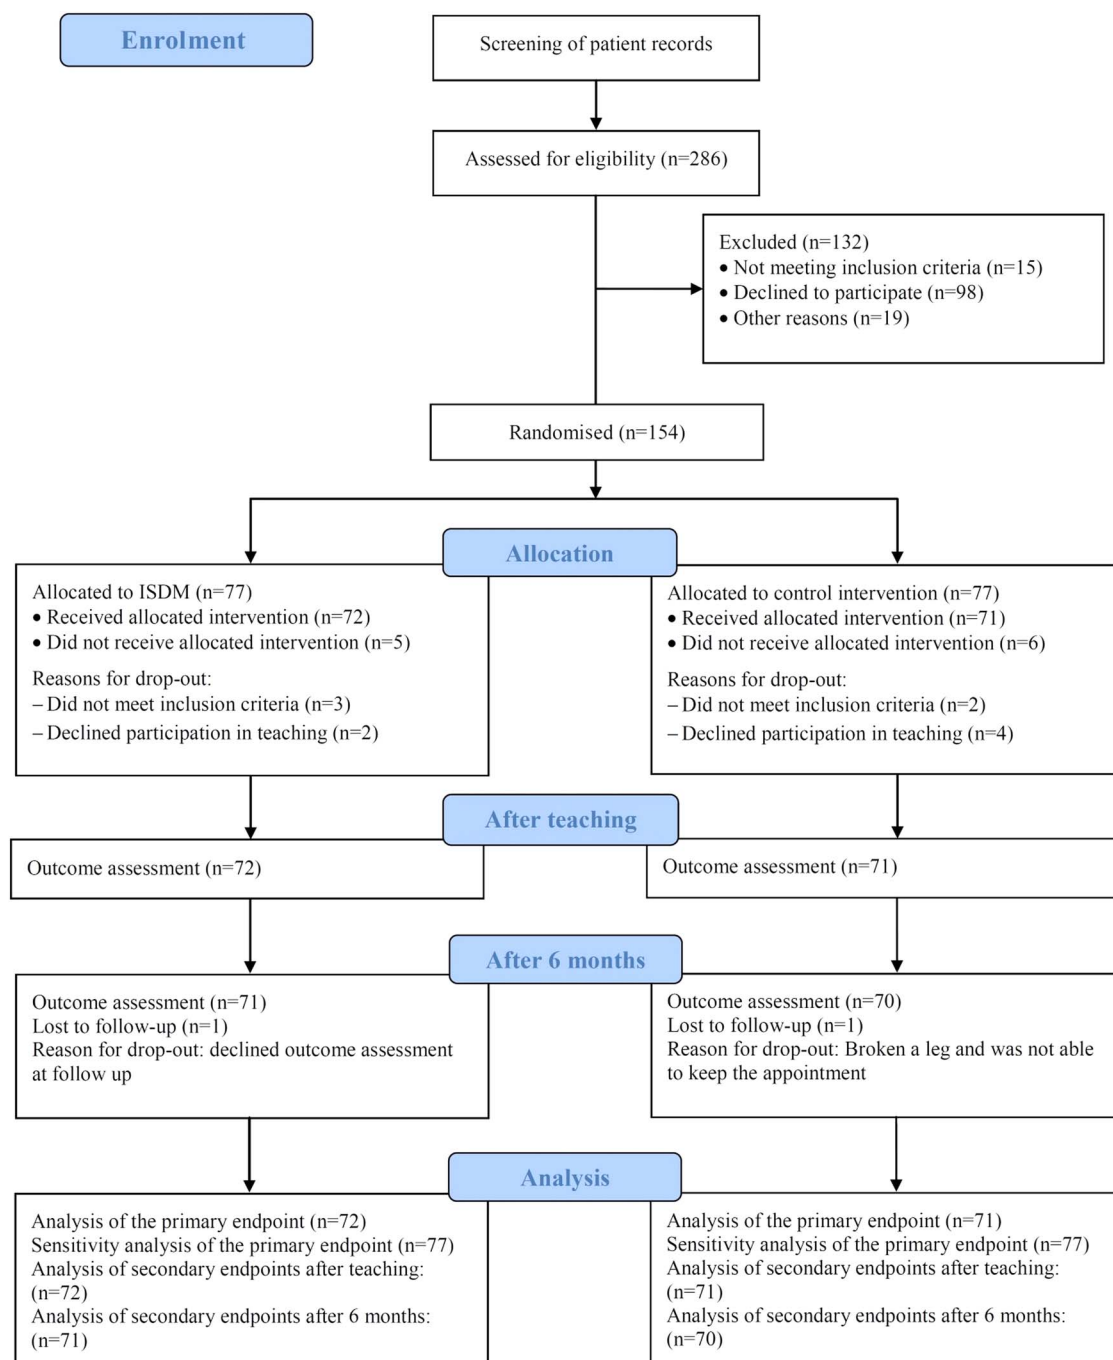 Enrolment
Screening of patient records
Assessed for eligibility (n=286)
Excluded (n=132)
• Not meeting inclusion criteria (n=15)
• Declined to participate (n=98)
• Other reasons (n=19)
Randomised (n=154)
Allocation
Allocated to ISDM (n=77)
• Received allocated intervention (n=72)
• Did not receive allocated intervention (n=5)
Reasons for drop-out:
– Did not meet inclusion criteria (n=3)
– Declined participation in teaching (n=2)
Allocated to control intervention (n=77)
• Received allocated intervention (n=71)
• Did not receive allocated intervention (n=6)
Reasons for drop-out:
– Did not meet inclusion criteria (n=2)
– Declined participation in teaching (n=4)
After teaching
Outcome assessment (n=72)
Outcome assessment (n=71)
After 6 months
Outcome assessment (n=71)
Lost to follow-up (n=1)
Reason for drop-out: declined outcome assessment
at follow up
Outcome assessment (n=70)
Lost to follow-up (n=1)
Reason for drop-out: Broken a leg and was not able
to keep the appointment
Analysis
Analysis of the primary endpoint (n=72)
Sensitivity analysis of the primary endpoint (n=77)
Analysis of secondary endpoints after teaching:
(n=72)
Analysis of secondary endpoints after 6 months:
(n=71)
Analysis of the primary endpoint (n=71)
Sensitivity analysis of the primary endpoint (n=77)
Analysis of secondary endpoints after teaching:
(n=71)
Analysis of secondary endpoints after 6 months:
(n=70)